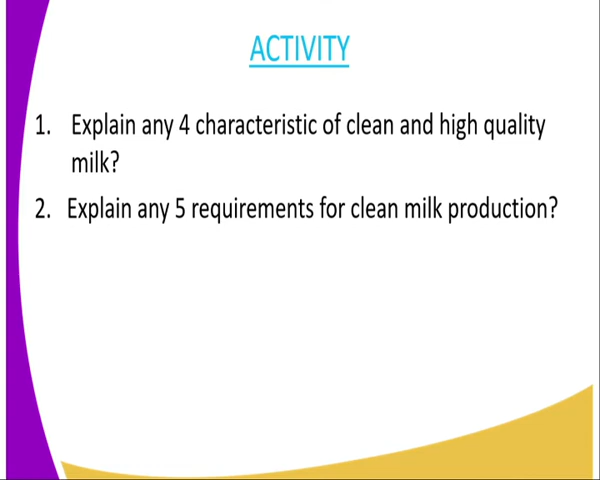 ACTIVITY
1. Explain any 4 characteristic of clean and high quality
milk?
2. Explain any 5 requirements for clean milk production?